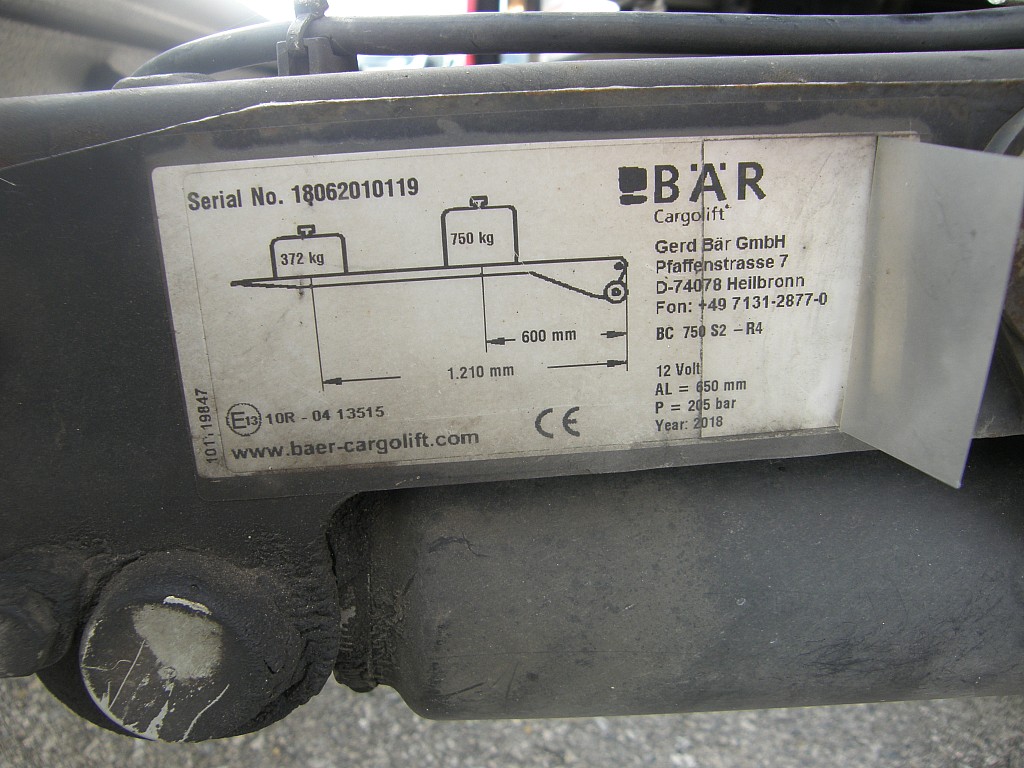 Serial No. 18062010119
372 kg
750 kg
600 mm
1.210 mm
BÄR
Cargolift
Gerd Bär GmbH
Pfaffenstrasse 7
D-74078 Heilbronn
Fon: +49 7131-2877-0
BC 750 S2 - R4
12 Volt
AL = 650 mm
P = 205 bar
Year: 2018
101119847
E13 10R - 04 13515
www.baer-cargolift.com
CE